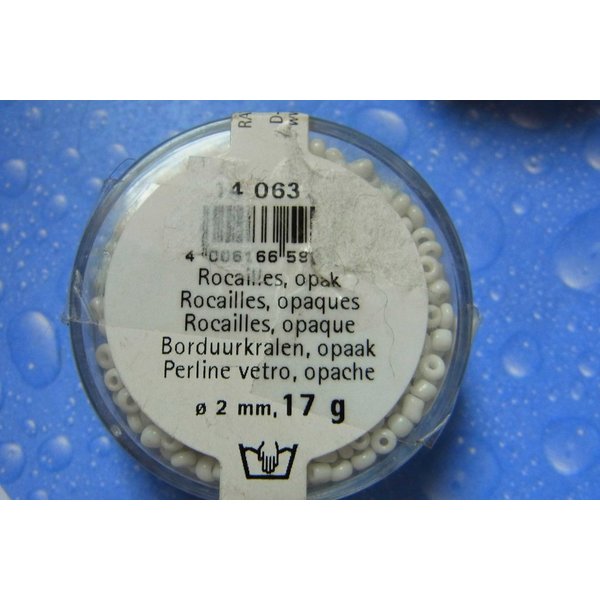 14 063
4 006166 59
Rocailles, opak
Rocailles, opaques
Rocailles, opaque
Borduurkralen, opaak
Perline vetro, opache
ø 2 mm, 17 g